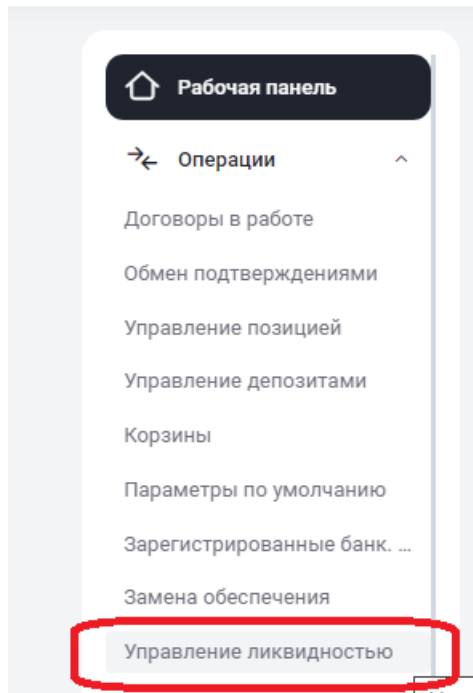 Рабочая панель
Операции
Договоры в работе
Обмен подтверждениями
Управление позицией
Управление депозитами
Корзины
Параметры по умолчанию
Зарегистрированные банк. ...
Замена обеспечения
Управление ликвидностью